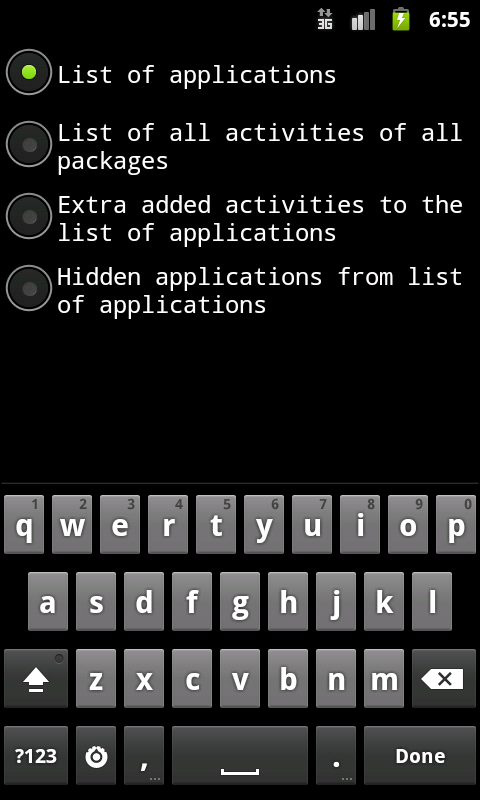 3G 6:55
List of applications
List of all activities of all
packages
Extra added activities to the
list of applications
Hidden applications from list
of applications
1 2 3 4 5 6 7 8 9 0
q w e r t y u i o p
a s d f g h j k l
z x c v b n m
?123 , ... . ... Done